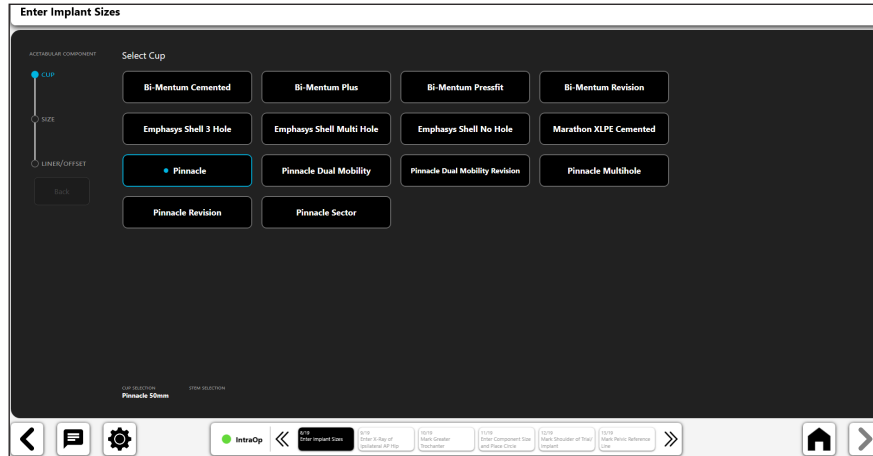 Enter Implant Sizes
ACETABULAR COMPONENT
CUP
SIZE
LINER/OFFSET
Back
Select Cup
Bi-Mentum Cemented
Bi-Mentum Plus
Bi-Mentum Pressfit
Bi-Mentum Revision
Emphasys Shell 3 Hole
Emphasys Shell Multi Hole
Emphasys Shell No Hole
Marathon XLPE Cemented
Pinnacle
Pinnacle Dual Mobility
Pinnacle Dual Mobility Revision
Pinnacle Multihole
Pinnacle Revision
Pinnacle Sector
CUP SELECTION
Pinnacle 50mm
STEM SELECTION
IntraOp
8/19
Enter Implant Sizes
9/19
Enter X-Ray of
Ipsilateral AP Hip
10/19
Mark Greater
Trochanter
11/19
Enter Component Size
and Place Circle
12/19
Mark Shoulder of Trial/
Implant
13/19
Mark Pelvic Reference
Line